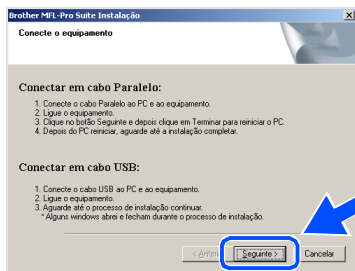 Brother MFL-Pro Suite Instalação
Conecte o equipamento
Conectar em cabo Paralelo:
1. Conecte o cabo Paralelo ao PC e ao equipamento.
2. Ligue o equipamento.
3. Clique no botão Seguinte e depois clique em Terminar para reiniciar o PC.
4. Depois do PC reiniciar, aguarde até a instalação completar.
Conectar em cabo USB:
1. Conecte o cabo USB ao PC e ao equipamento.
2. Ligue o equipamento.
3. Aguarde até o processo de instalação continuar.
* Alguns windows abrei e fecham durante o processo de instalação.
< Anteri Seguinte > Cancelar